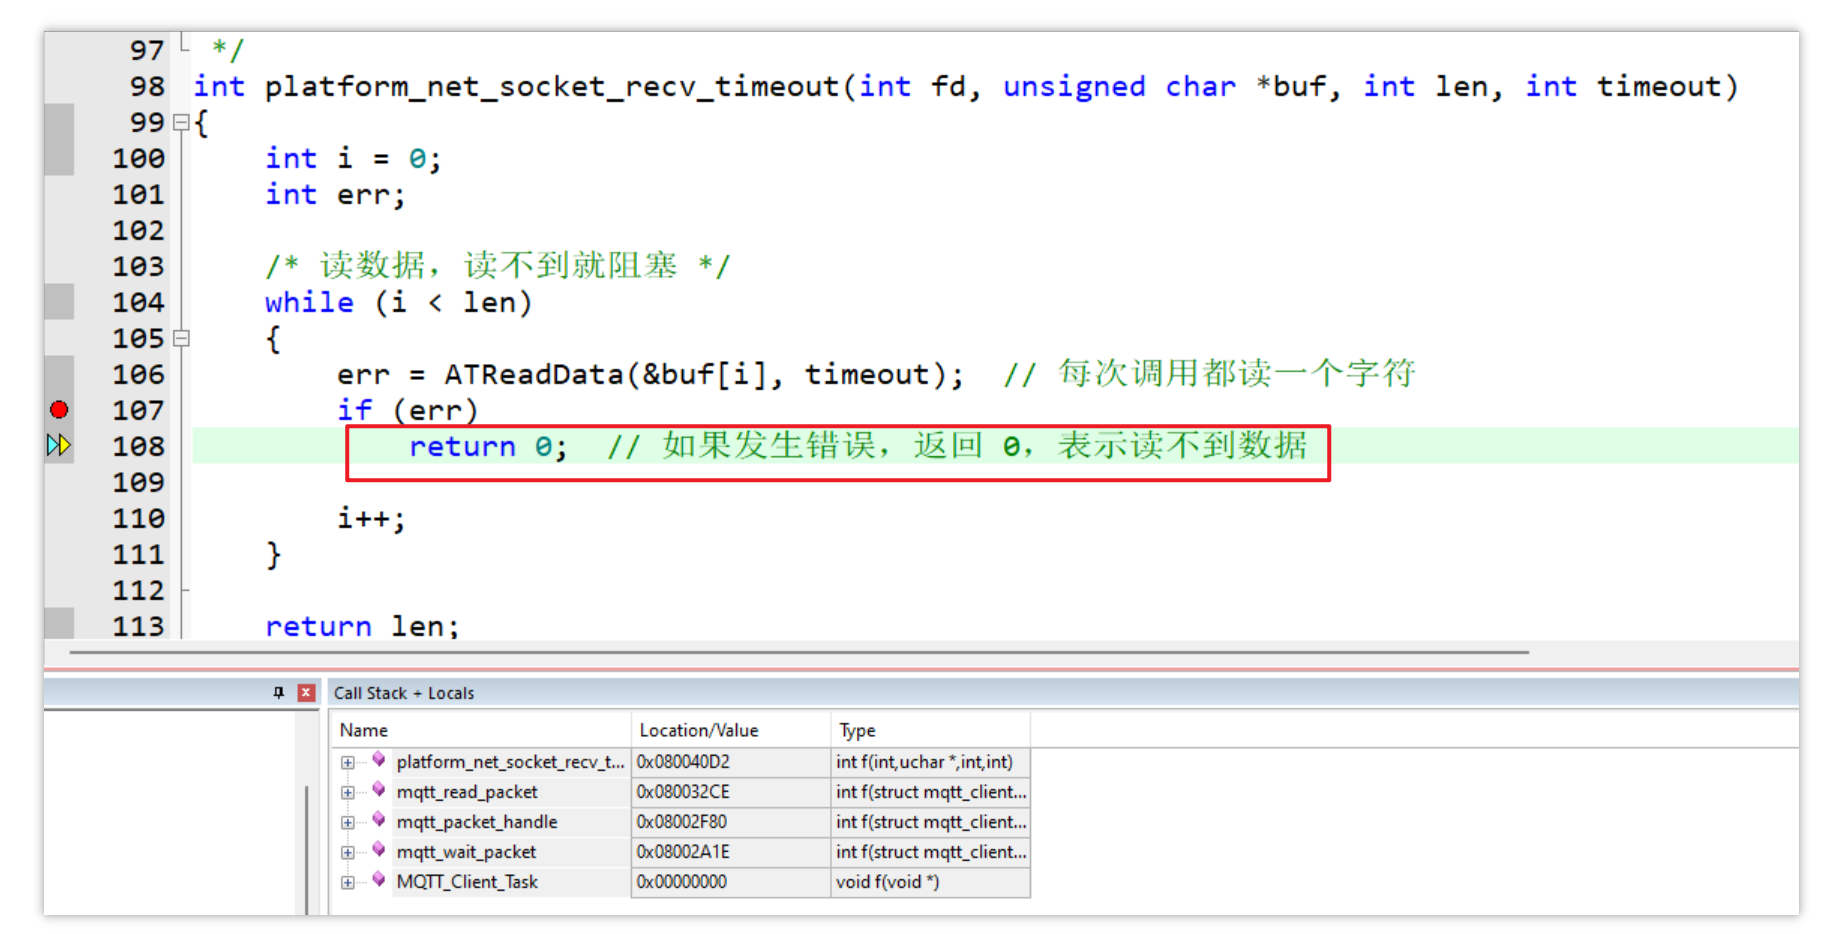 97 */
98 int platform_net_socket_recv_timeout(int fd, unsigned char *buf, int len, int timeout)
99 {
100 int i = 0;
101 int err;
102
103 /* 读数据，读不到就阻塞 */
104 while (i < len)
105 {
106 err = ATReadData(&buf[i], timeout); // 每次调用都读一个字符
107 if (err)
108 return 0; // 如果发生错误，返回 0，表示读不到数据
109
110 i++;
111 }
112
113 return len;
Call Stack + Locals
Name Location/Value Type
platform_net_socket_recv_t... 0x080040D2 int f(int,uchar *,int,int)
mqtt_read_packet 0x080032CE int f(struct mqtt_client...
mqtt_packet_handle 0x08002F80 int f(struct mqtt_client...
mqtt_wait_packet 0x08002A1E int f(struct mqtt_client...
MQTT_Client_Task 0x00000000 void f(void *)